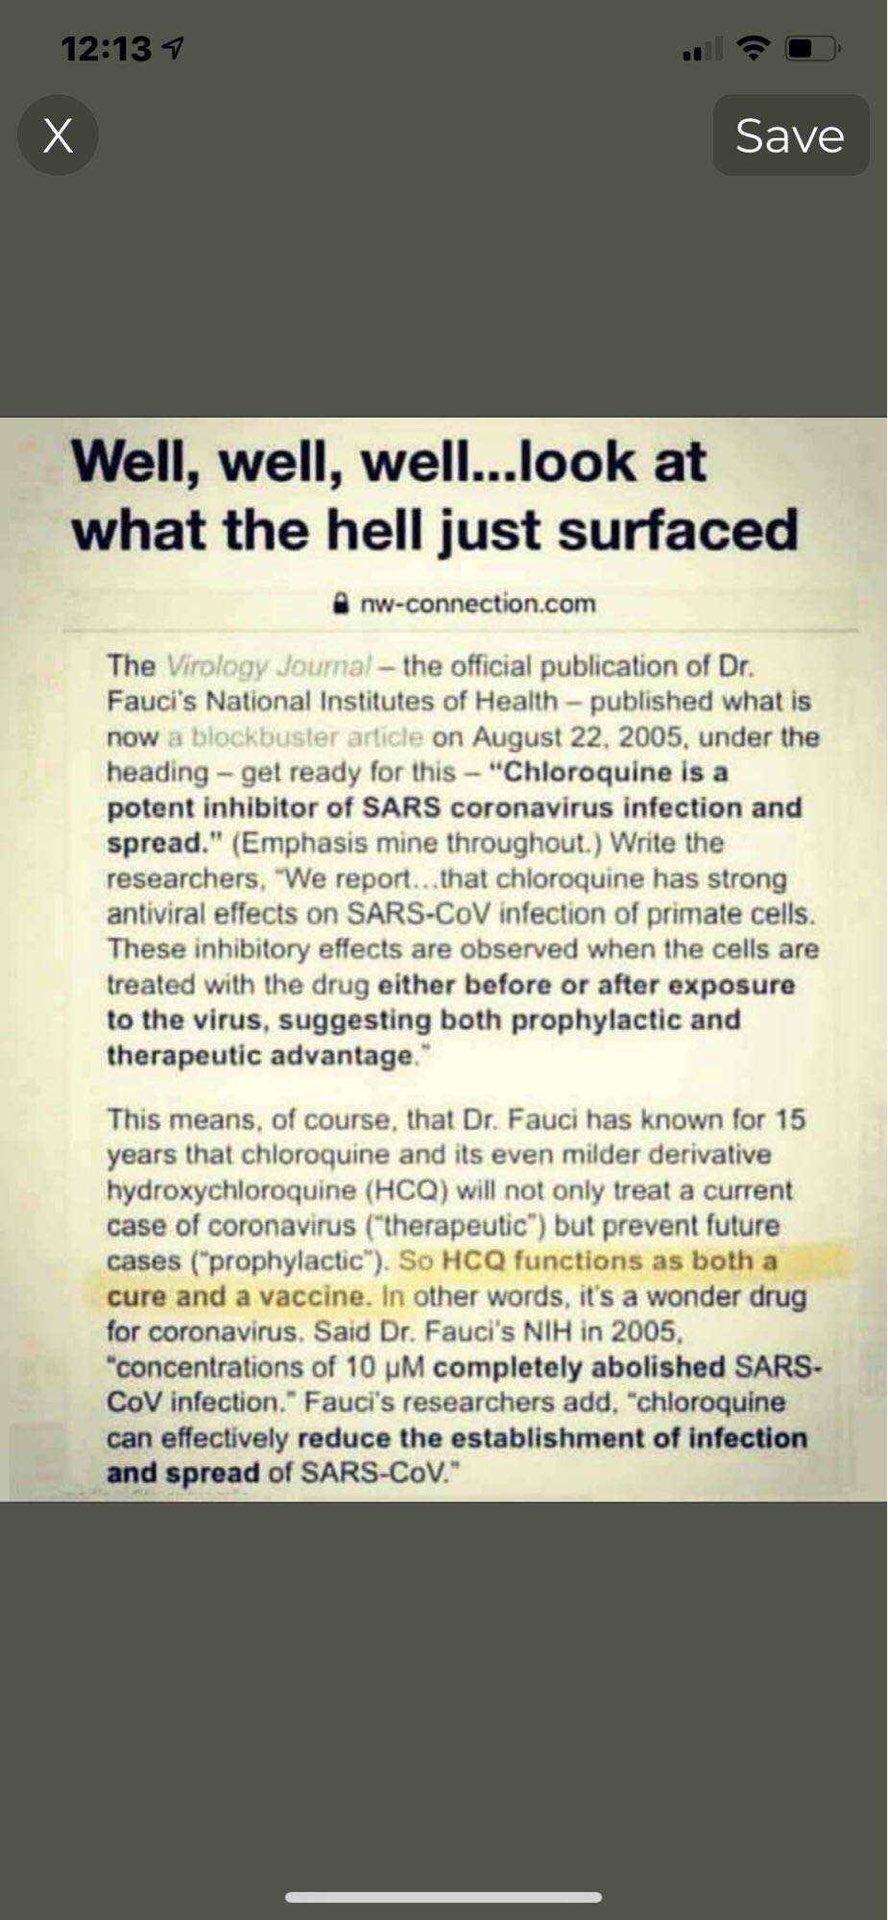 12:13
X
Save
Well, well, well...look at
what the hell just surfaced
nw-connection.com
The Virology Journal – the official publication of Dr.
Fauci's National Institutes of Health – published what is
now a blockbuster article on August 22, 2005, under the
heading – get ready for this – "Chloroquine is a
potent inhibitor of SARS coronavirus infection and
spread." (Emphasis mine throughout.) Write the
researchers, "We report...that chloroquine has strong
antiviral effects on SARS-CoV infection of primate cells.
These inhibitory effects are observed when the cells are
treated with the drug either before or after exposure
to the virus, suggesting both prophylactic and
therapeutic advantage."
This means, of course, that Dr. Fauci has known for 15
years that chloroquine and its even milder derivative
hydroxychloroquine (HCQ) will not only treat a current
case of coronavirus ("therapeutic") but prevent future
cases ("prophylactic"). So HCQ functions as both a
cure and a vaccine. In other words, it's a wonder drug
for coronavirus. Said Dr. Fauci's NIH in 2005,
"concentrations of 10 μM completely abolished SARS-
CoV infection." Fauci's researchers add, "chloroquine
can effectively reduce the establishment of infection
and spread of SARS-CoV."